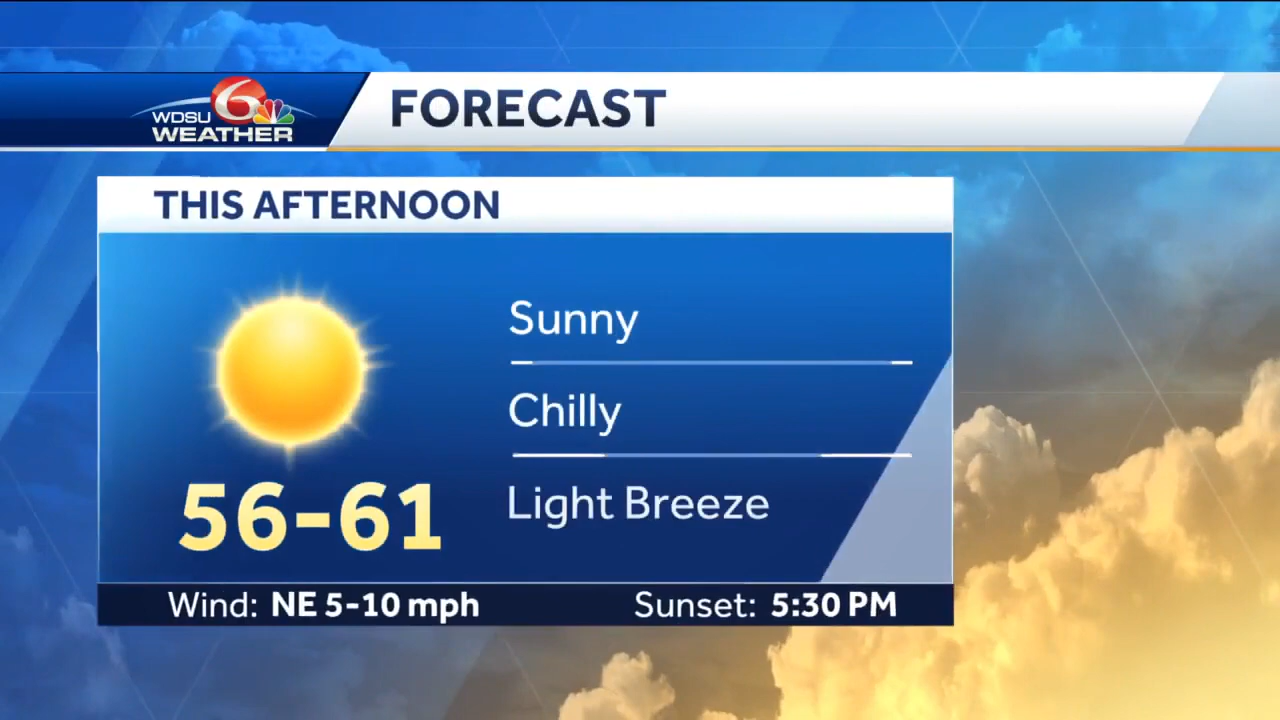 WDSU 6
WEATHER
FORECAST
THIS AFTERNOON
Sunny
Chilly
Light Breeze
56-61
Wind: NE 5-10 mph
Sunset: 5:30 PM